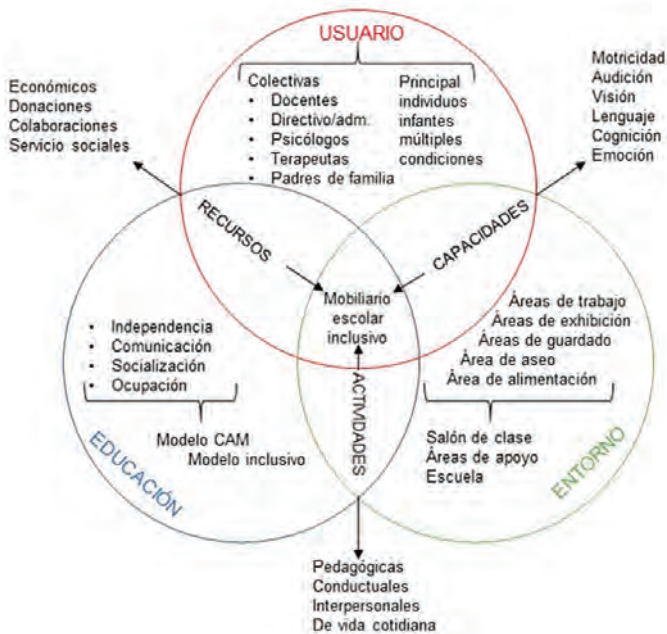 USUARIO
Económicos
Donaciones
Colaboraciones
Servicio sociales
Colectivas
• Docentes
• Directivo/adm.
• Psicólogos
• Terapeutas
• Padres de familia
Principal
individuos
infantes
múltiples
condiciones
Motricidad
Audición
Visión
Lenguaje
Cognición
Emoción
RECURSOS
CAPACIDADES
Mobiliario
escolar
inclusivo
• Independencia
• Comunicación
• Socialización
• Ocupación
Modelo CAM
Modelo inclusivo
EDUCACIÓN
ACTIVIDADES
Áreas de trabajo
Áreas de exhibición
Áreas de guardado
Área de aseo
Área de alimentación
Salón de clase
Áreas de apoyo
Escuela
ENTORNO
Pedagógicas
Conductuales
Interpersonales
De vida cotidiana